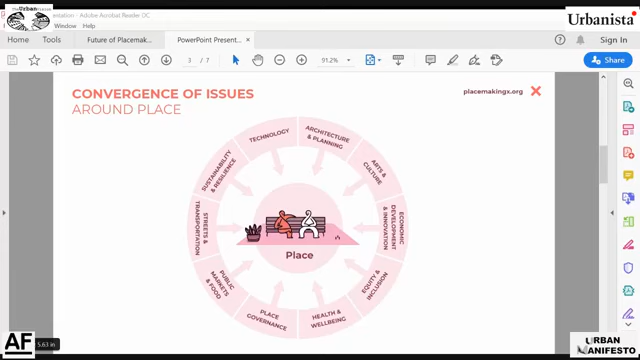 The Urban
Urbanista
entation - Adobe Acrobat Reader DC
Window Help
Home Tools Future of Placemak... PowerPoint Present... × Sign In
3 / 7 91.2% Share
CONVERGENCE OF ISSUES
AROUND PLACE
placemakingx.org
TECHNOLOGY
ARCHITECTURE
& PLANNING
ARTS &
CULTURE
ECONOMIC
DEVELOPMENT
& INNOVATION
EQUITY &
INCLUSION
HEALTH &
WELLBEING
PLACE
GOVERNANCE
PUBLIC
MARKETS
& FOOD
STREETS &
TRANSPORTATION
SUSTAINABILITY
& RESILIENCE
Place
AF
5.63 in
URBAN
MANIFESTO